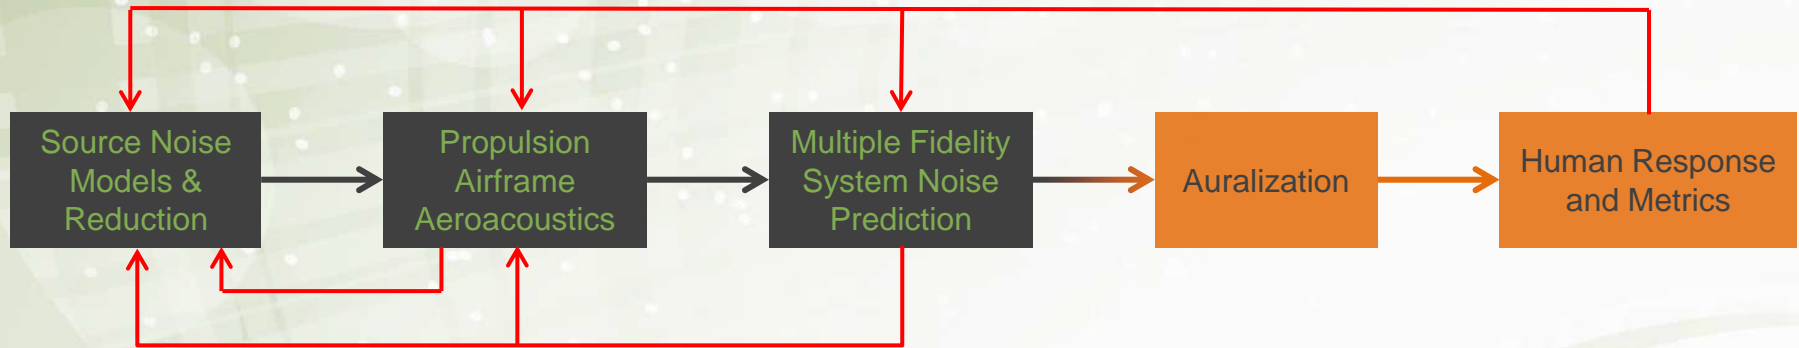 Source Noise
Models &
Reduction
Propulsion
Airframe
Aeroacoustics
Multiple Fidelity
System Noise
Prediction
Auralization
Human Response
and Metrics